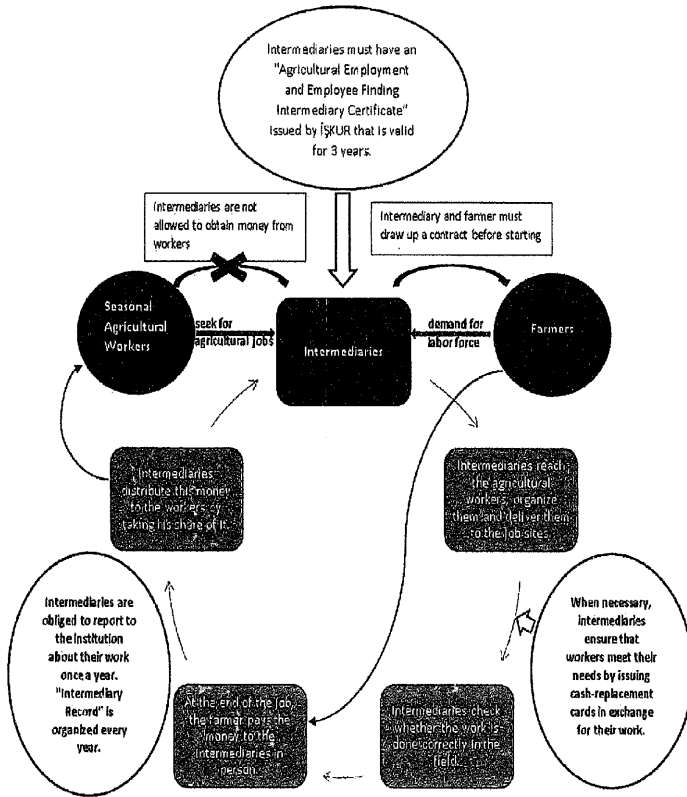 Intermediaries must have an
"Agricultural Employment
and Employee Finding
Intermediary Certificate"
issued by İŞKUR that is valid
for 3 years.
Intermediaries are not
allowed to obtain money from
workers
Intermediary and farmer must
draw up a contract before starting
Seasonal
Agricultural
Workers
seek for
agricultural jobs
Intermediaries
demand for
labor force
Farmers
Intermediaries
distribute this money
to the workers by
taking his share of it.
Intermediaries reach
the agricultural
workers, organize
them and deliver them
to the job sites.
Intermediaries are
obliged to report to
the institution
about their work
once a year.
"Intermediary
Record" is
organized every
year.
At the end of the job,
the farmer pays the
money to the
intermediaries in
person
Intermediaries check
whether the work is
done correctly in the
field.
When necessary,
intermediaries
ensure that
workers meet their
needs by issuing
cash-replacement
cards in exchange
for their work.